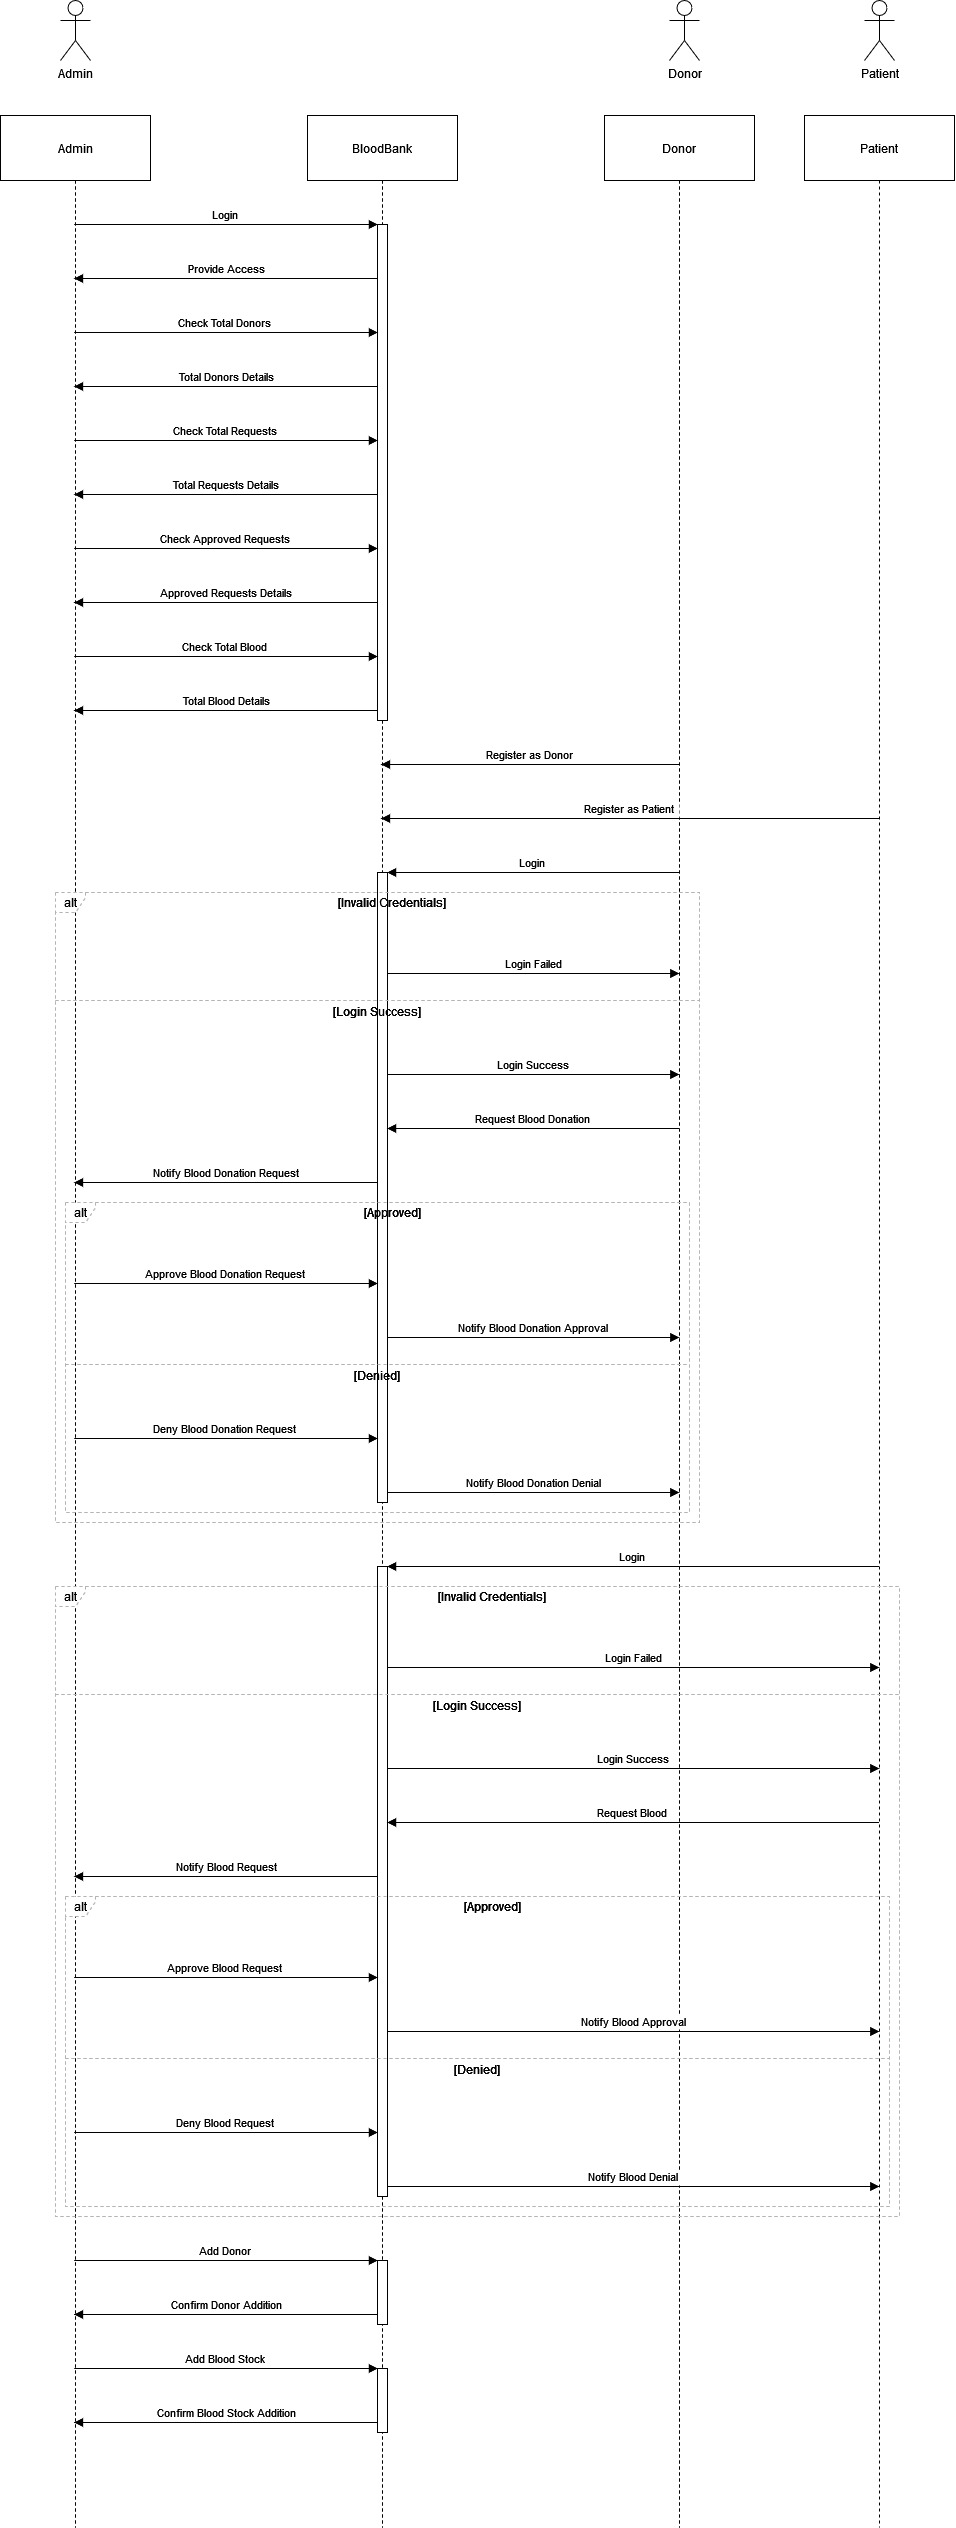 Admin
Donor
Patient
Admin
BloodBank
Donor
Patient
Login
Provide Access
Check Total Donors
Total Donors Details
Check Total Requests
Total Requests Details
Check Approved Requests
Approved Requests Details
Check Total Blood
Total Blood Details
Register as Donor
Register as Patient
Login
alt
[Invalid Credentials]
Login Failed
[Login Success]
Login Success
Request Blood Donation
Notify Blood Donation Request
alt
[Approved]
Approve Blood Donation Request
Notify Blood Donation Approval
[Denied]
Deny Blood Donation Request
Notify Blood Donation Denial
Login
alt
[Invalid Credentials]
Login Failed
[Login Success]
Login Success
Request Blood
Notify Blood Request
alt
[Approved]
Approve Blood Request
Notify Blood Approval
[Denied]
Deny Blood Request
Notify Blood Denial
Add Donor
Confirm Donor Addition
Add Blood Stock
Confirm Blood Stock Addition